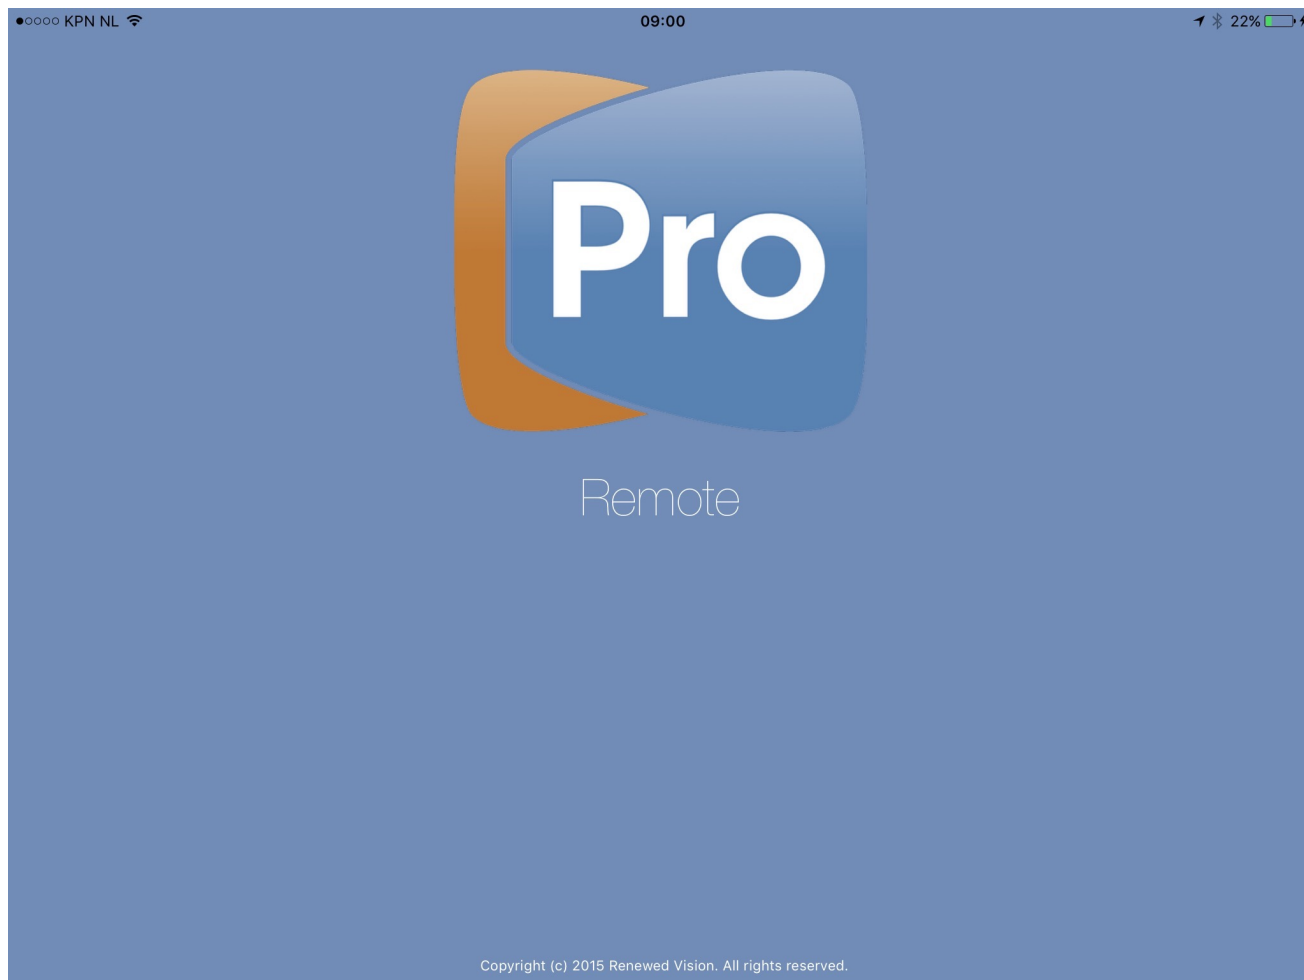 KPN NL 09:00 22%
Pro
Remote
Copyright (c) 2015 Renewed Vision. All rights reserved.